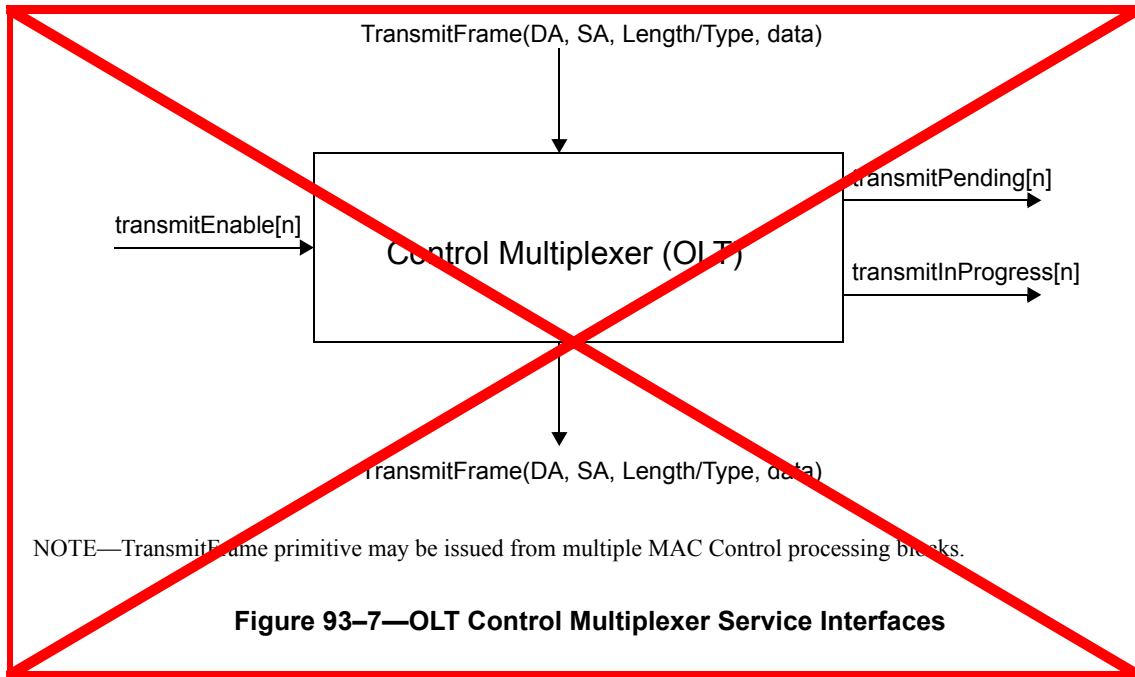 TransmitFrame(DA, SA, Length/Type, data)
transmitPending[n]
transmitEnable[n]
Control Multiplexer (OLT)
transmitInProgress[n]
TransmitFrame(DA, SA, Length/Type, data)
NOTE—TransmitFrame primitive may be issued from multiple MAC Control processing blocks.
Figure 93–7—OLT Control Multiplexer Service Interfaces